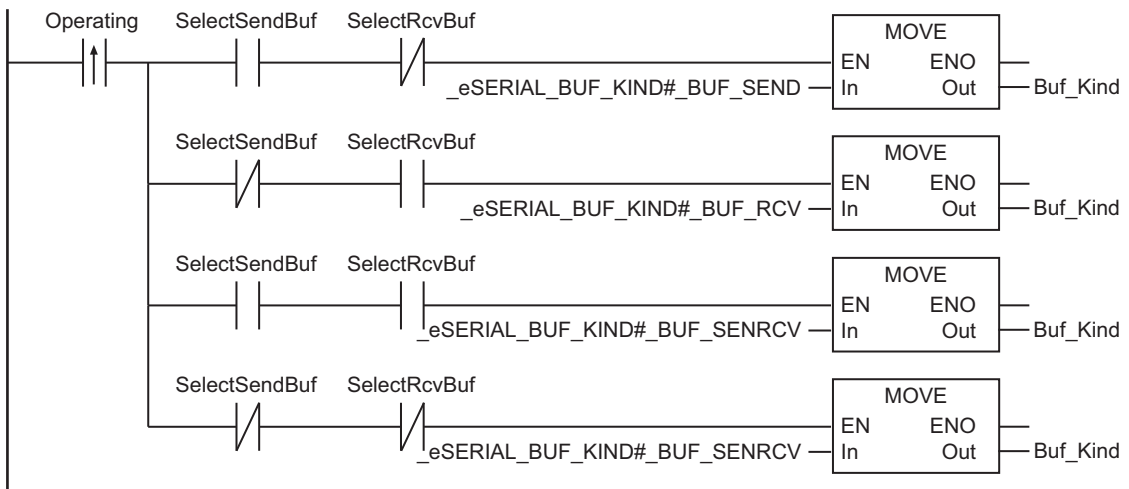 Operating SelectSendBuf SelectRcvBuf
MOVE
EN ENO
_eSERIAL_BUF_KIND#_BUF_SEND In Out Buf_Kind
SelectSendBuf SelectRcvBuf
MOVE
EN ENO
_eSERIAL_BUF_KIND#_BUF_RCV In Out Buf_Kind
SelectSendBuf SelectRcvBuf
MOVE
EN ENO
_eSERIAL_BUF_KIND#_BUF_SENRCV In Out Buf_Kind
SelectSendBuf SelectRcvBuf
MOVE
EN ENO
_eSERIAL_BUF_KIND#_BUF_SENRCV In Out Buf_Kind